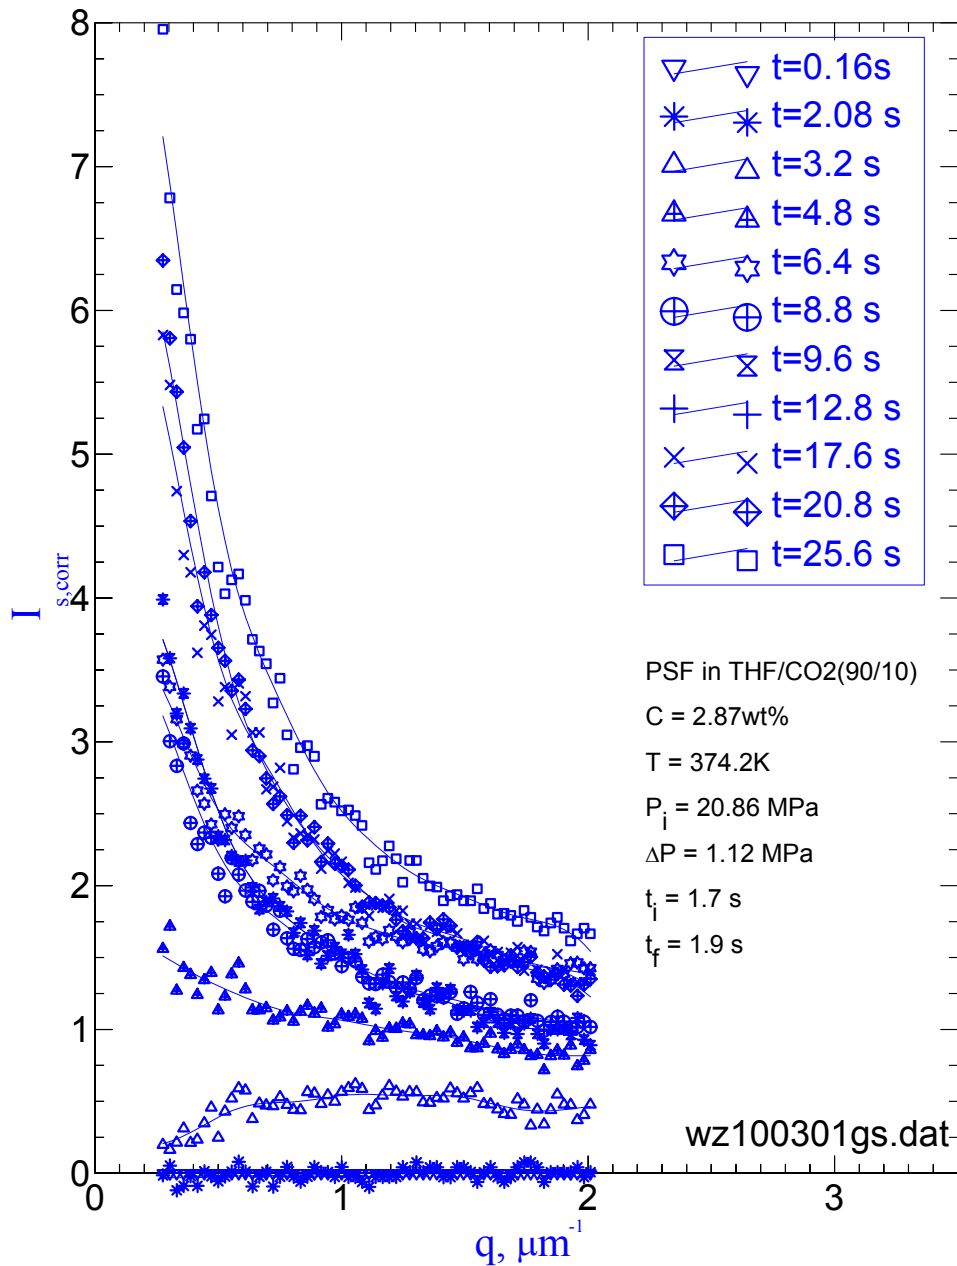 8
7
6
5
4
3
2
1
0
0 1 2 3
I s,corr
q, μm-1
t=0.16s
t=2.08 s
t=3.2 s
t=4.8 s
t=6.4 s
t=8.8 s
t=9.6 s
t=12.8 s
t=17.6 s
t=20.8 s
t=25.6 s
PSF in THF/CO2(90/10)
C = 2.87wt%
T = 374.2K
Pi = 20.86 MPa
ΔP = 1.12 MPa
ti = 1.7 s
tf = 1.9 s
wz100301gs.dat